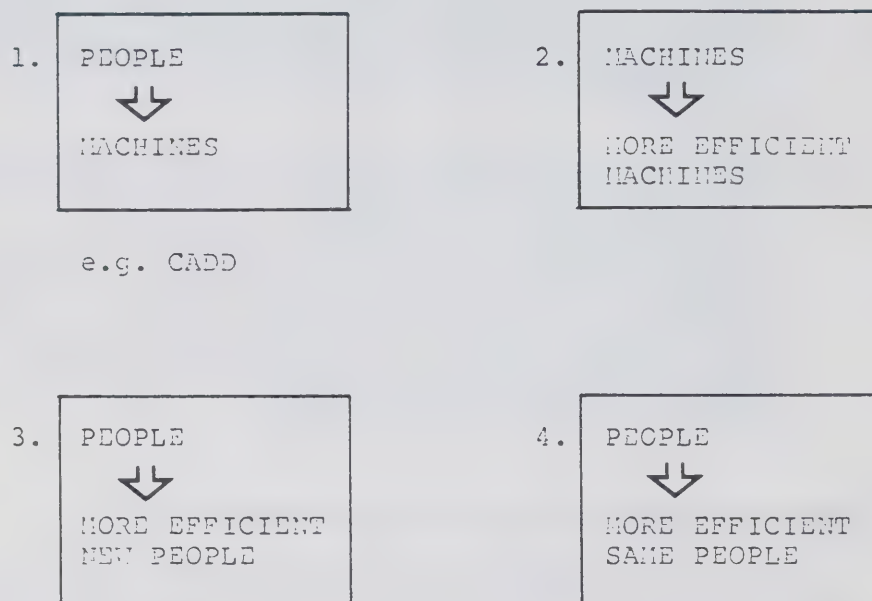 1. PEOPLE
MACHINES
e.g. CADD
2. MACHINES
MORE EFFICIENT
MACHINES
3. PEOPLE
MORE EFFICIENT
NEW PEOPLE
4. PEOPLE
MORE EFFICIENT
SAME PEOPLE